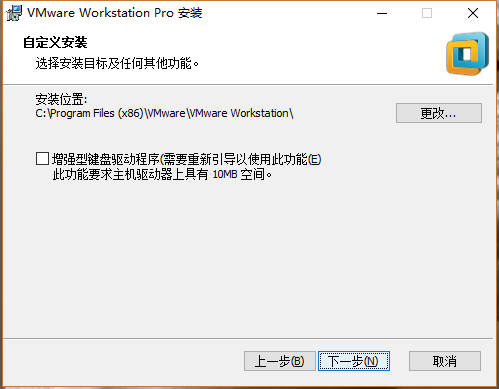 VMware Workstation Pro 安装
自定义安装
选择安装目标及任何其他功能。
安装位置:
C:\Program Files (x86)\VMware\VMware Workstation\
更改...
增强型键盘驱动程序(需要重新引导以使用此功能(E)
此功能要求主机驱动器上具有 10MB 空间。
上一步(B)
下一步(N)
取消